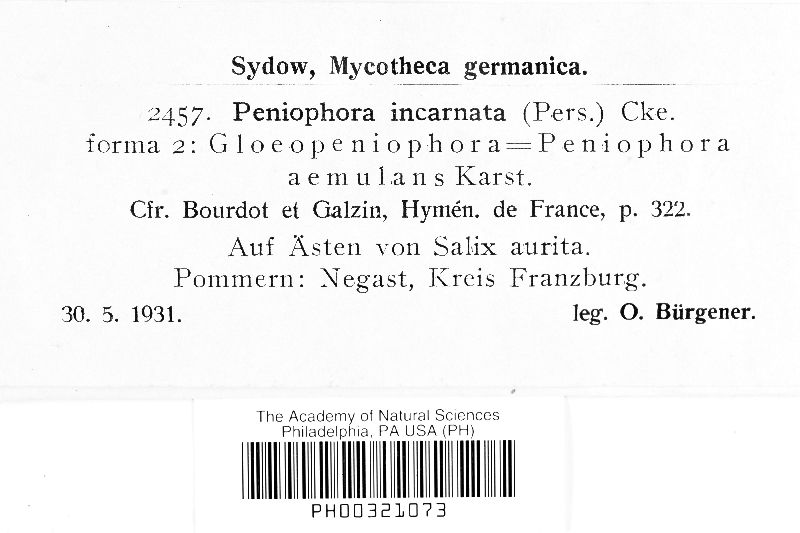 Sydow, Mycotheca germanica.
2457. Peniophora incarnata (Pers.) Cke.
forma 2: Gloeopeniophora=Peniophora
aemulans Karst.
Cfr. Bourdot et Galzin, Hymén. de France, p. 322.
Auf Ästen von Salix aurita.
Pommern: Negast, Kreis Franzburg.
30. 5. 1931. leg. O. Bürgener.
The Academy of Natural Sciences
Philadelphia, PA USA (PH)
PH00321073